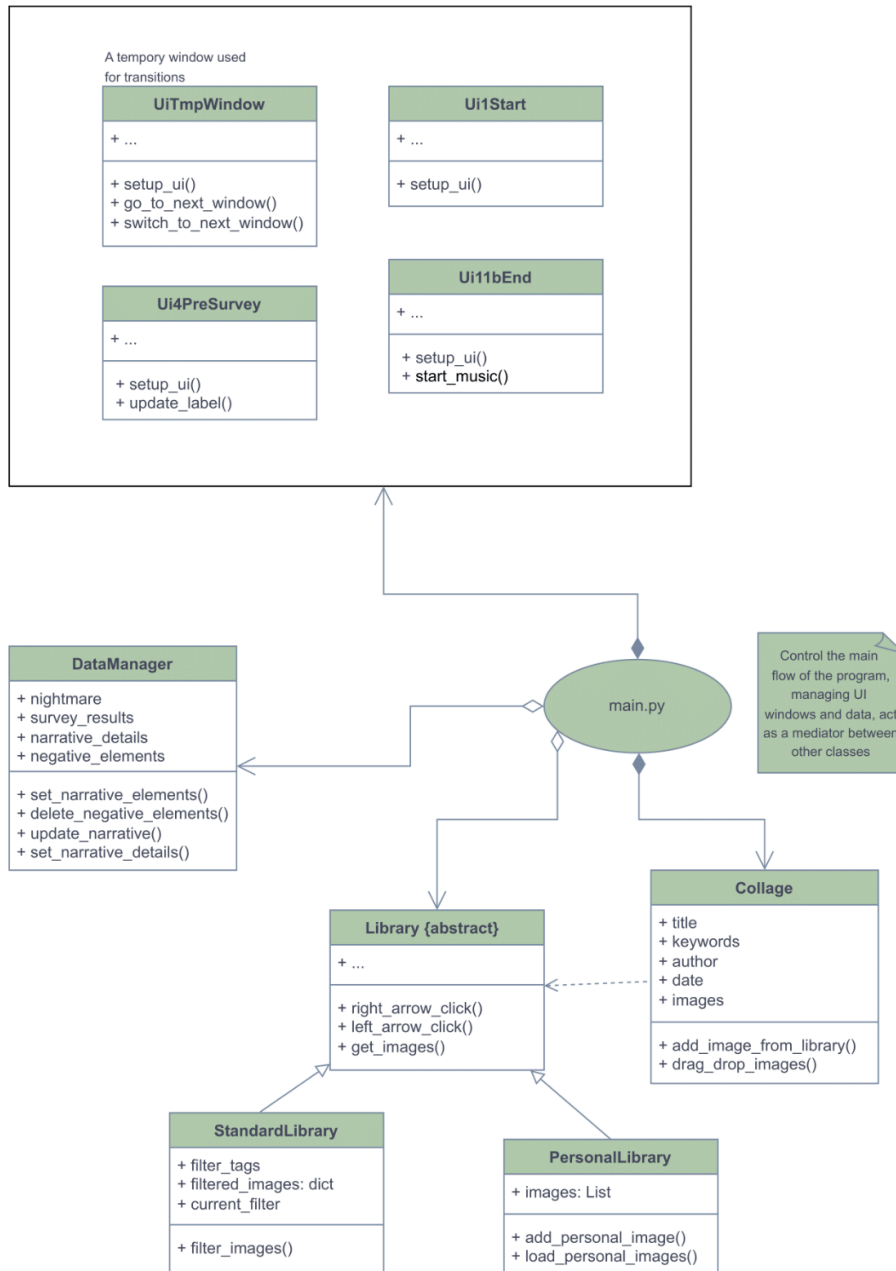 A tempory window used
for transitions
UiTmpWindow
+ ...
+ setup_ui()
+ go_to_next_window()
+ switch_to_next_window()
Ui1Start
+ ...
+ setup_ui()
Ui4PreSurvey
+ ...
+ setup_ui()
+ update_label()
Ui11bEnd
+ ...
+ setup_ui()
+ start_music()
DataManager
+ nightmare
+ survey_results
+ narrative_details
+ negative_elements
+ set_narrative_elements()
+ delete_negative_elements()
+ update_narrative()
+ set_narrative_details()
main.py
Control the main
flow of the program,
managing UI
windows and data, act
as a mediator between
other classes
Library {abstract}
+ ...
+ right_arrow_click()
+ left_arrow_click()
+ get_images()
Collage
+ title
+ keywords
+ author
+ date
+ images
+ add_image_from_library()
+ drag_drop_images()
StandardLibrary
+ filter_tags
+ filtered_images: dict
+ current_filter
+ filter_images()
PersonalLibrary
+ images: List
+ add_personal_image()
+ load_personal_images()